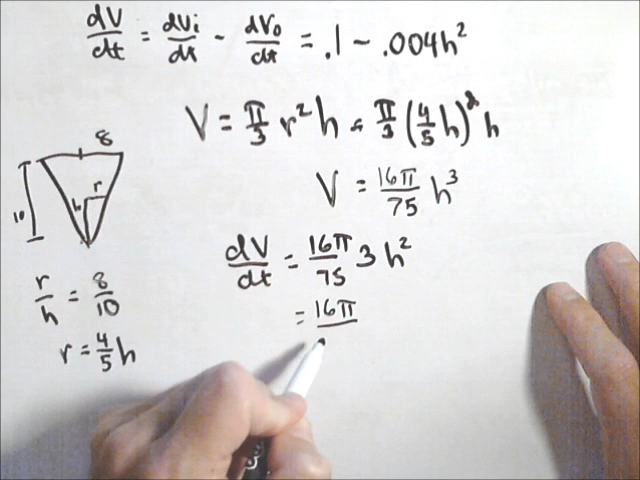 dV/dt = dVi/dt - dVo/dt = .1 - .004h²
V = π/3 r²h = π/3 (4/5 h)² h
8
V = 16π/75 h³
10
h
r
dV/dt = 16π/75 3h²
r/h = 8/10
= 16π
r = 4/5 h